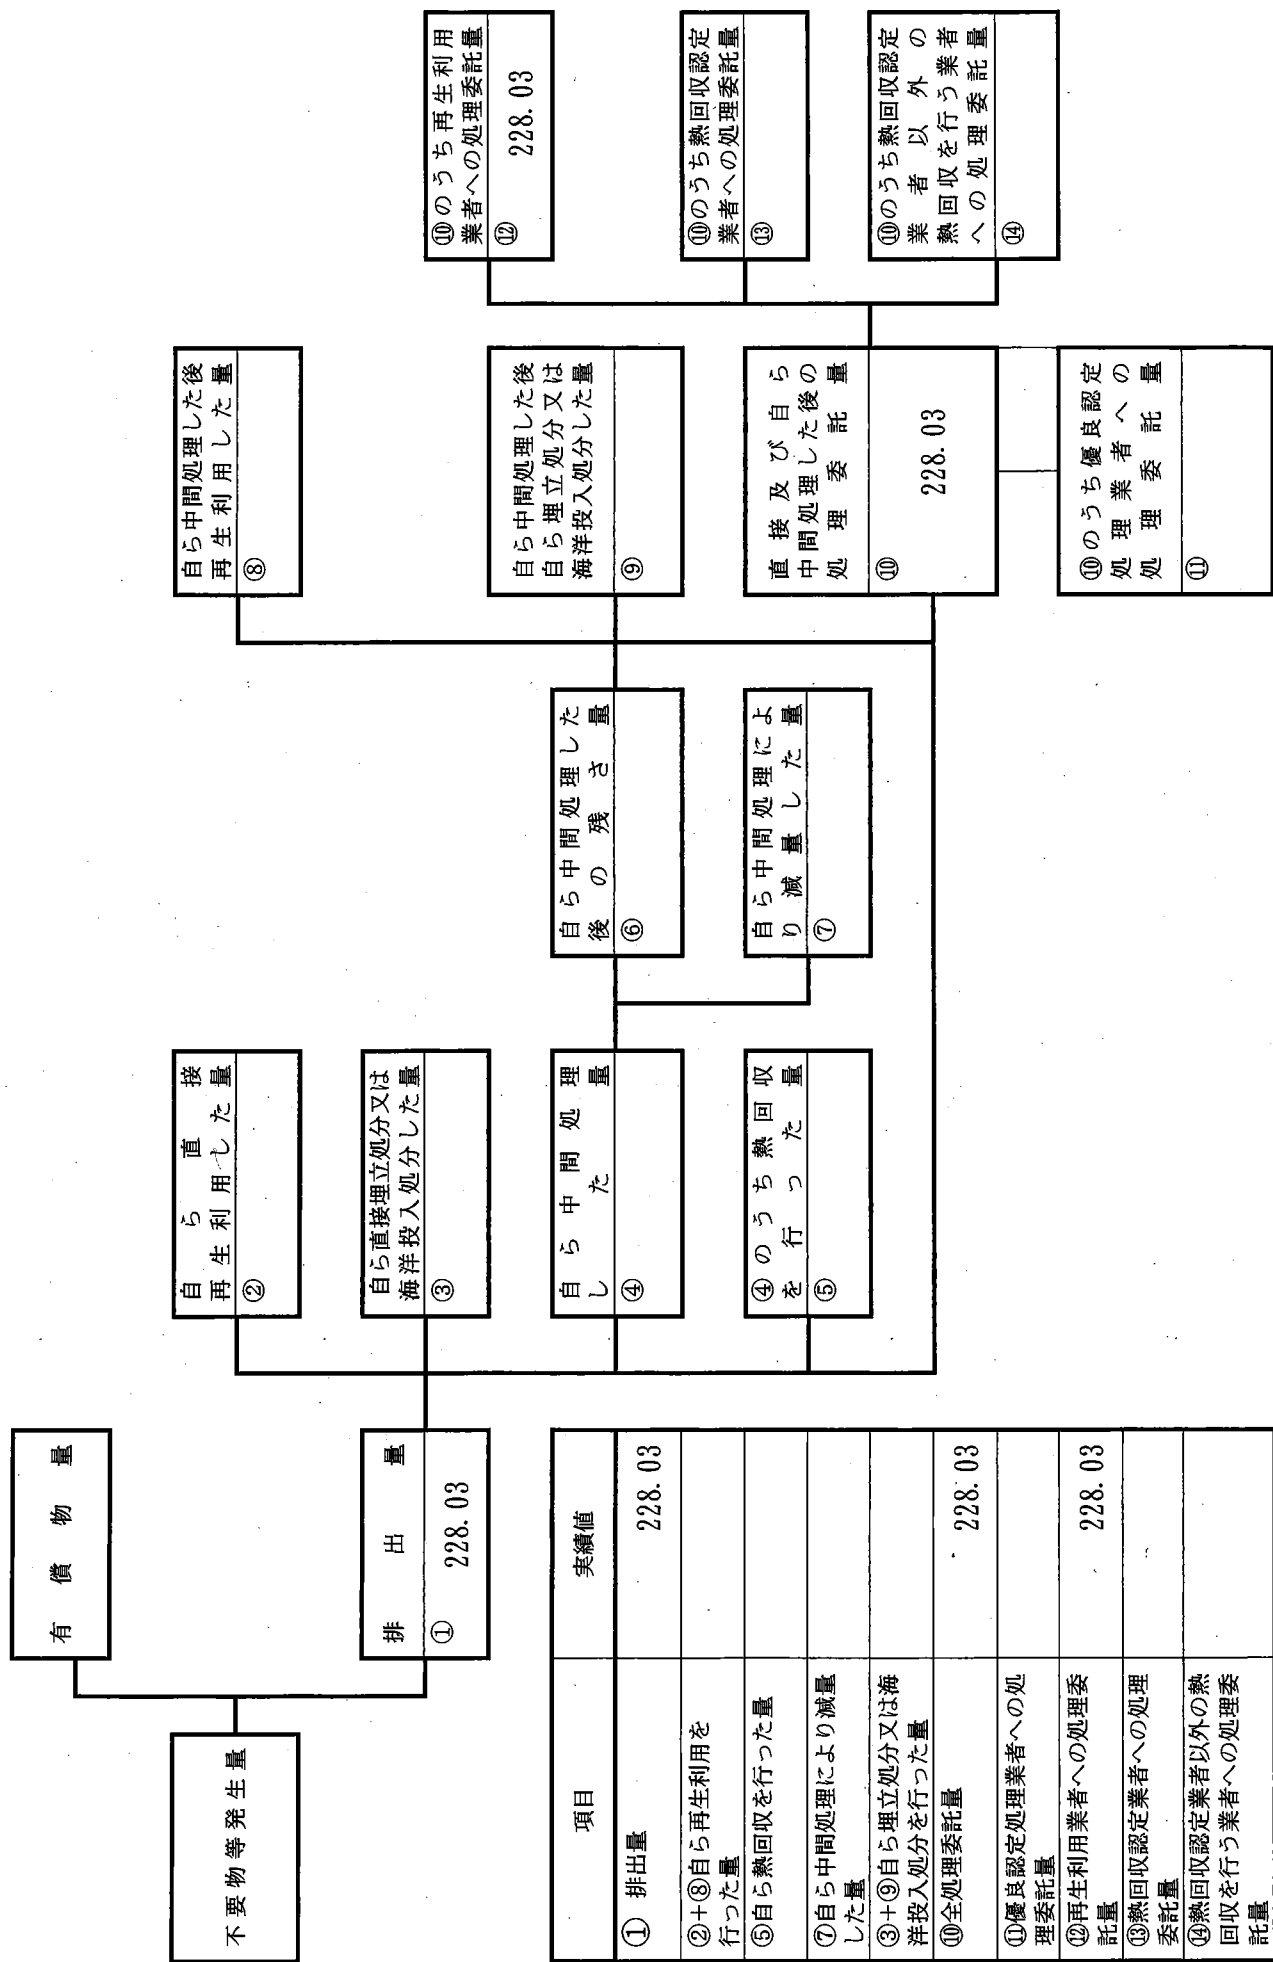 不要物等発生量
有償物量
排出量
① 228.03
自ら直接
再生利用した量
②
自ら直接埋立処分又は
海洋投入処分した量
③
自ら中間処理
した量
④
④のうち熱回収
を行った量
⑤
自ら中間処理した
後の残さ量
⑥
自ら中間処理によ
り減量した量
⑦
自ら中間処理した後
再生利用した量
⑧
自ら中間処理した後
自ら埋立処分又は
海洋投入処分した量
⑨
直接及び自ら
中間処理した後の
処理委託量
⑩
228.03
⑩のうち優良認定
処理業者への
処理委託量
⑪
⑩のうち再生利用
業者への処理委託量
⑫ 228.03
⑩のうち熱回収認定
業者への処理委託量
⑬
⑩のうち熱回収認定
業者以外の
熱回収を行う業者
への処理委託量
⑭
項目 実績値
① 排出量 228.03
②+⑧自ら再生利用を
行った量
⑤自ら熱回収を行った量
⑦自ら中間処理により減量
した量
③+⑨自ら埋立処分又は海
洋投入処分を行った量
⑩全処理委託量 228.03
⑪優良認定処理業者への処
理委託量
⑫再生利用業者への処理委
託量 228.03
⑬熱回収認定業者への処理
委託量
⑭熱回収認定業者以外の熱
回収を行う業者への処理委
託量